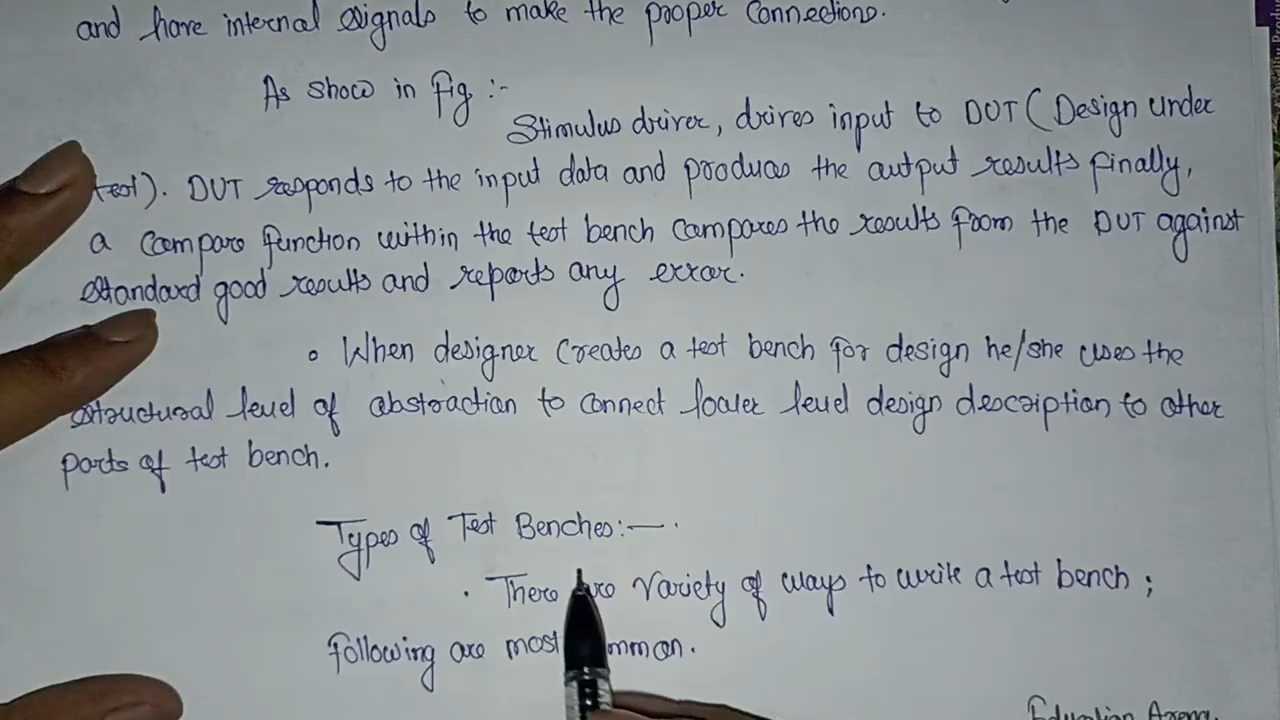 and have internal signals to make the proper connections.
As show in fig :-
Stimulus driver, drives input to DUT (Design under
test). DUT responds to the input data and produces the output results finally,
a compare function within the test bench compares the results from the DUT against
standard good results and reports any error.
• When designer creates a test bench for design he/she uses the
structural level of abstraction to connect lower level design description to other
parts of test bench.
Types of Test Benches:—.
. There are Variety of ways to write a test bench;
following are most common.
Education Arena.